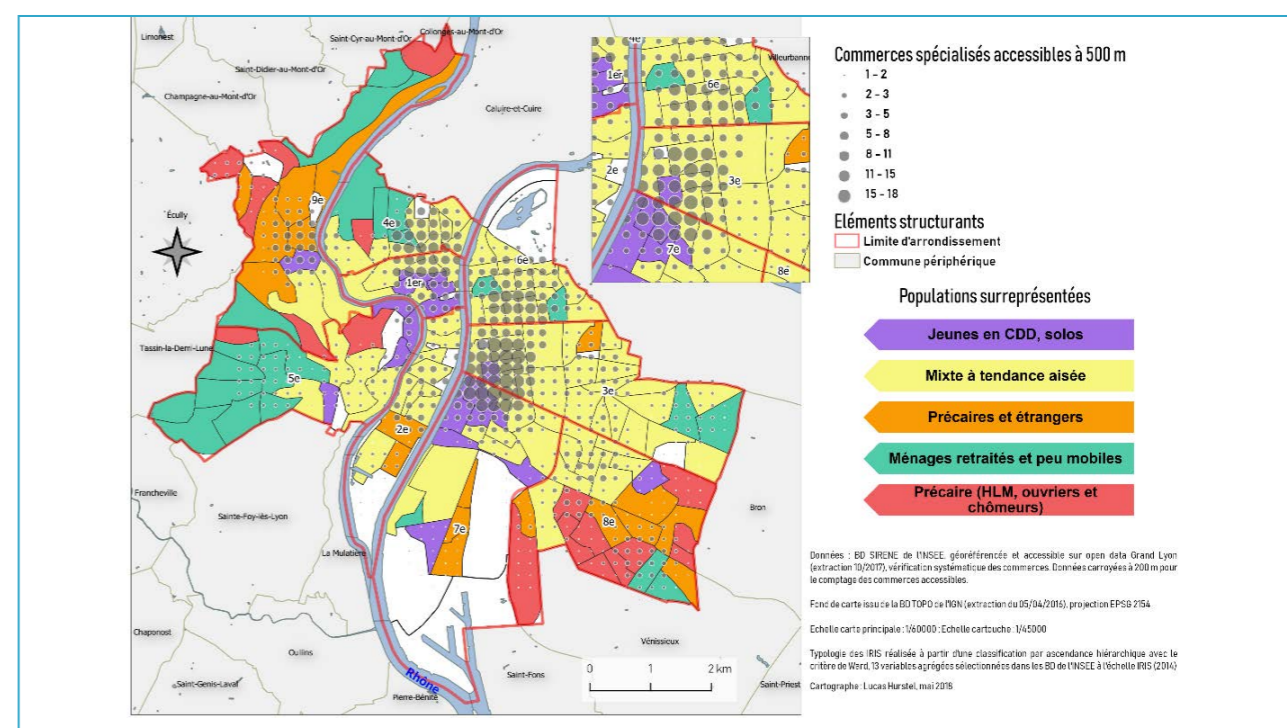 Limonest
Saint-Cyr-au-Mont-d'Or
Collonges-au-Mont-d'Or
Saint-Didier-au-Mont-d'Or
Champagne-au-Mont-d'Or
Caluire-et-Cuire
Écully
9e
4e
1er
6e
Tassin-la-Demi-Lune
5e
3e
2e
Francheville
Sainte-Foy-lès-Lyon
La Mulatière
7e
8e
Bron
Chaponost
Oullins
Vénissieux
Saint-Genis-Laval
Rhône
Pierre-Bénite
Saint-Fons
Saint-Priest
0 1 2 km
4e
Villeurbanne
1er
6e
2e
3e
7e
8e
Commerces spécialisés accessibles à 500 m
1 - 2
2 - 3
3 - 5
5 - 8
8 - 11
11 - 15
15 - 18
Eléments structurants
Limite d'arrondissement
Commune périphérique
Populations surreprésentées
Jeunes en CDD, solos
Mixte à tendance aisée
Précaires et étrangers
Ménages retraités et peu mobiles
Précaire (HLM, ouvriers et
chômeurs)
Données : BD SIRENE de l'INSEE, géoréférencée et accessible sur open data Grand Lyon
(extraction 10/2017), vérification systématique des commerces. Données carroyées à 200 m pour
le comptage des commerces accessibles.
Fond de carte issu de la BD TOPO de l'IGN (extraction du 05/04/2016), projection EPSG 2154
Echelle carte principale : 1/60000 ; Echelle cartouche : 1/45000
Typologie des IRIS réalisée à partir d'une classification par ascendance hiérarchique avec le
critère de Ward, 13 variables agrégées sélectionnées dans les BD de l'INSEE à l'échelle IRIS (2014)
Cartographe : Lucas Hurstel, mai 2018